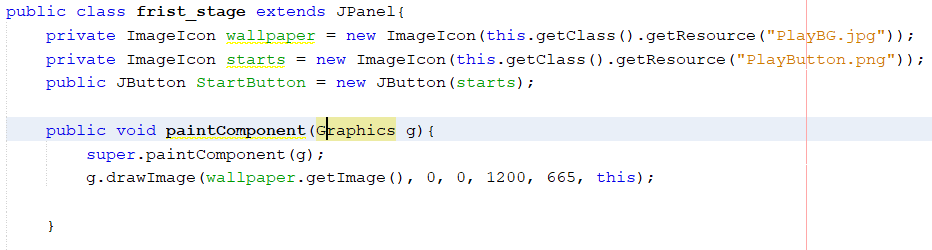 public class frist_stage extends JPanel{
    private ImageIcon wallpaper = new ImageIcon(this.getClass().getResource("PlayBG.jpg"));
    private ImageIcon starts = new ImageIcon(this.getClass().getResource("PlayButton.png"));
    public JButton StartButton = new JButton(starts);
    public void paintComponent(Graphics g){
        super.paintComponent(g);
        g.drawImage(wallpaper.getImage(), 0, 0, 1200, 665, this);
    }